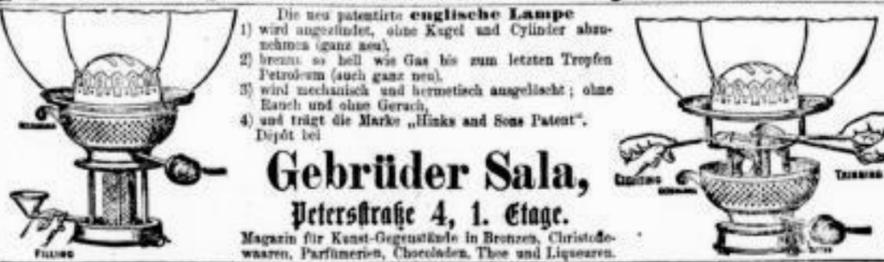 Die neu patentirte englische Lampe
1) wird angezündet, ohne Kugel und Cylinder abzu-
nehmen (ganz neu),
2) brennt so hell wie Gas bis zum letzten Tropfen
Petroleum (auch ganz neu),
3) wird mechanisch und hermetisch ausgelöscht; ohne
Rauch und ohne Geruch,
4) und trägt die Marke „Hinks and Sons Patent“.
Dépôt bei
Gebrüder Sala,
Petersstraße 4, 1. Etage.
Magazin für Kunst-Gegenstände in Bronzen, Christofle-
waaren, Parfümerien, Chocoladen, Thee und Liqueuren.
FILLING
LIGHTING
TRIMMING